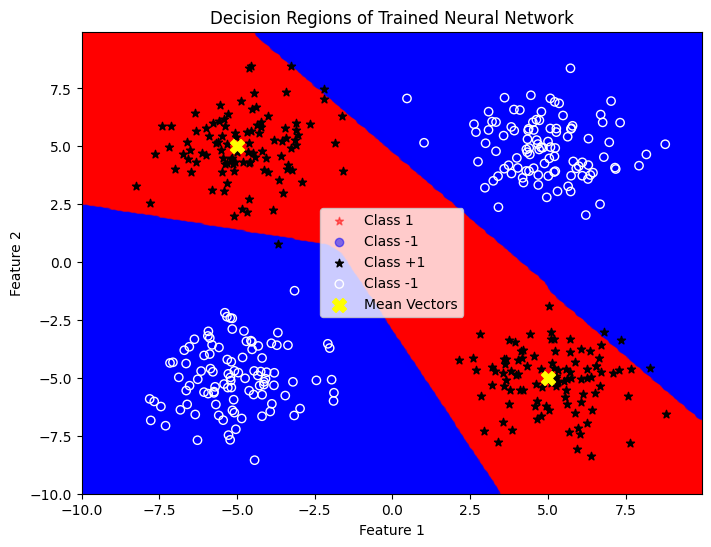 Decision Regions of Trained Neural Network
7.5
5.0
2.5
0.0
-2.5
-5.0
-7.5
-10.0
Feature 2
Class 1
Class -1
Class +1
Class -1
Mean Vectors
-10.0 -7.5 -5.0 -2.5 0.0 2.5 5.0 7.5
Feature 1